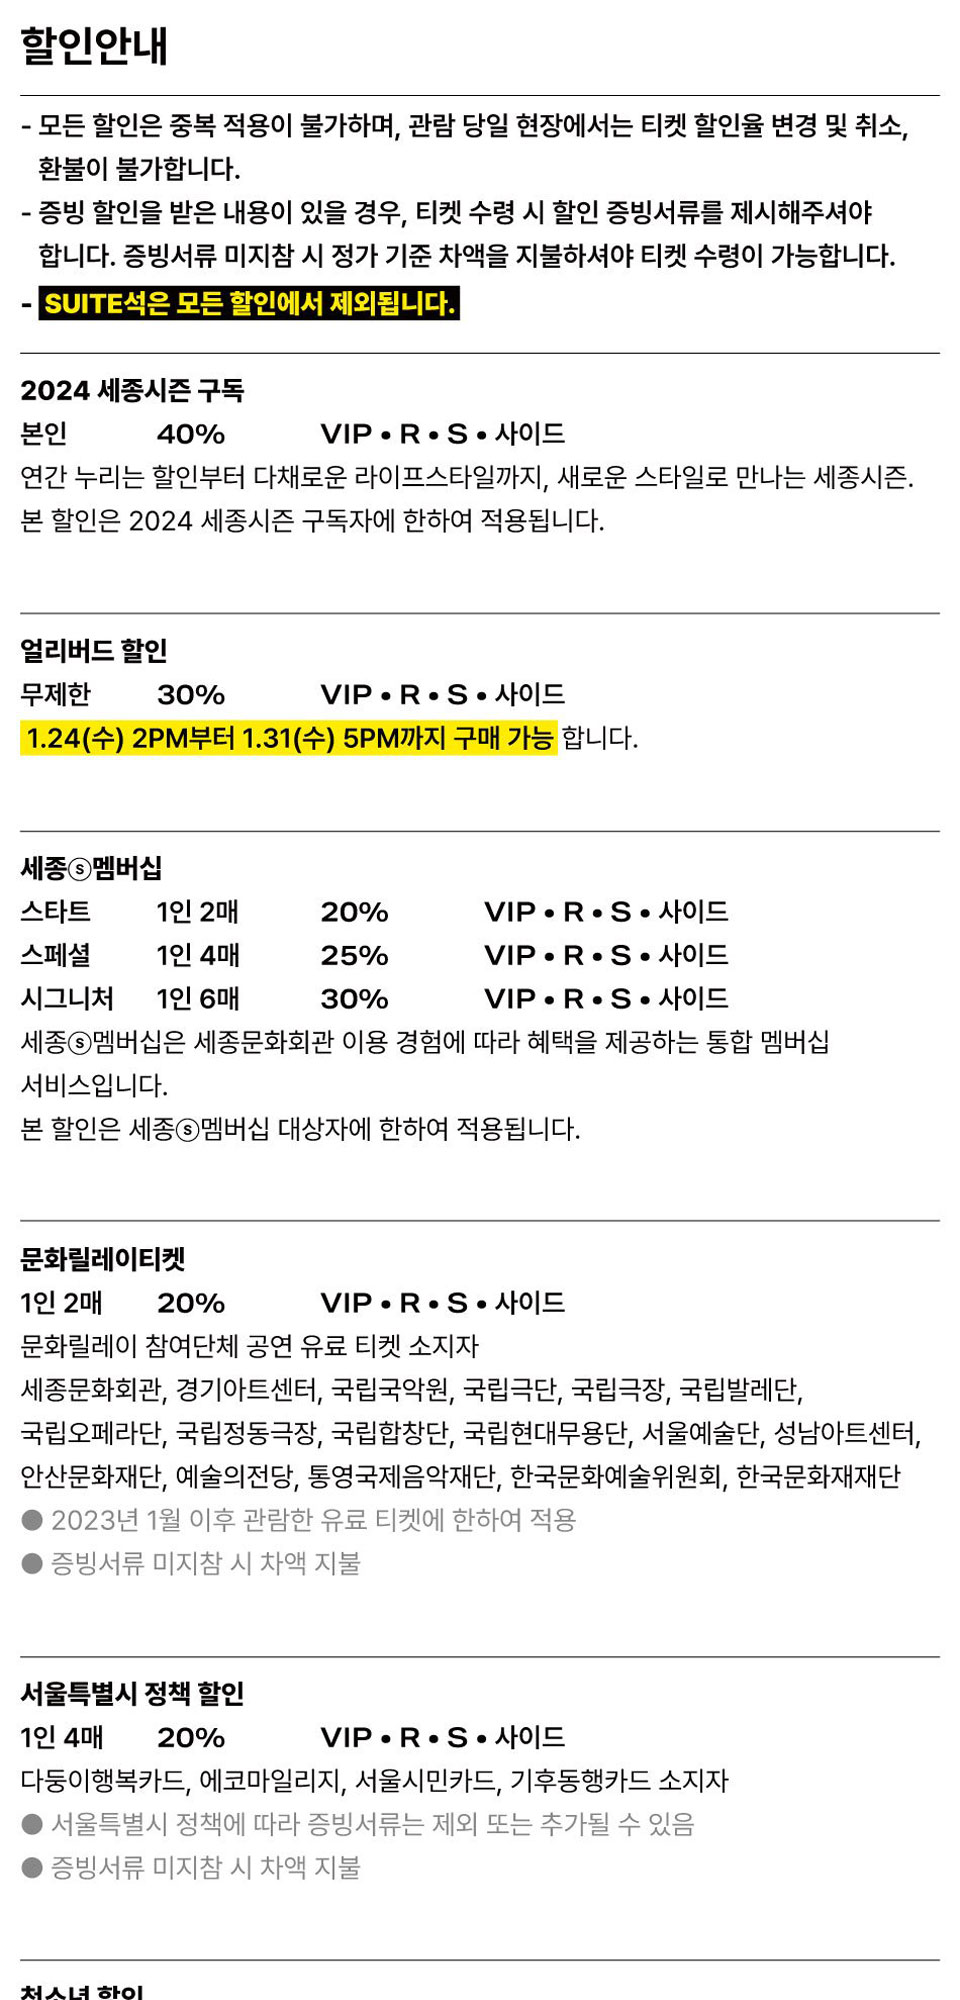 할인안내
- 모든 할인은 중복 적용이 불가하며, 관람 당일 현장에서는 티켓 할인율 변경 및 취소,
환불이 불가합니다.
- 증빙 할인을 받은 내용이 있을 경우, 티켓 수령 시 할인 증빙서류를 제시해주셔야
합니다. 증빙서류 미지참 시 정가 기준 차액을 지불하셔야 티켓 수령이 가능합니다.
- SUITE석은 모든 할인에서 제외됩니다.
2024 세종시즌 구독
본인 40% VIP • R • S • 사이드
연간 누리는 할인부터 다채로운 라이프스타일까지, 새로운 스타일로 만나는 세종시즌.
본 할인은 2024 세종시즌 구독자에 한하여 적용됩니다.
얼리버드 할인
무제한 30% VIP • R • S • 사이드
1.24(수) 2PM부터 1.31(수) 5PM까지 구매 가능 합니다.
세종ⓢ멤버십
스타트 1인 2매 20% VIP • R • S • 사이드
스페셜 1인 4매 25% VIP • R • S • 사이드
시그니처 1인 6매 30% VIP • R • S • 사이드
세종ⓢ멤버십은 세종문화회관 이용 경험에 따라 혜택을 제공하는 통합 멤버십
서비스입니다.
본 할인은 세종ⓢ멤버십 대상자에 한하여 적용됩니다.
문화릴레이티켓
1인 2매 20% VIP • R • S • 사이드
문화릴레이 참여단체 공연 유료 티켓 소지자
세종문화회관, 경기아트센터, 국립국악원, 국립극단, 국립극장, 국립발레단,
국립오페라단, 국립정동극장, 국립합창단, 국립현대무용단, 서울예술단, 성남아트센터,
안산문화재단, 예술의전당, 통영국제음악재단, 한국문화예술위원회, 한국문화재재단
● 2023년 1월 이후 관람한 유료 티켓에 한하여 적용
● 증빙서류 미지참 시 차액 지불
서울특별시 정책 할인
1인 4매 20% VIP • R • S • 사이드
다둥이행복카드, 에코마일리지, 서울시민카드, 기후동행카드 소지자
● 서울특별시 정책에 따라 증빙서류는 제외 또는 추가될 수 있음
● 증빙서류 미지참 시 차액 지불
청소년 할인